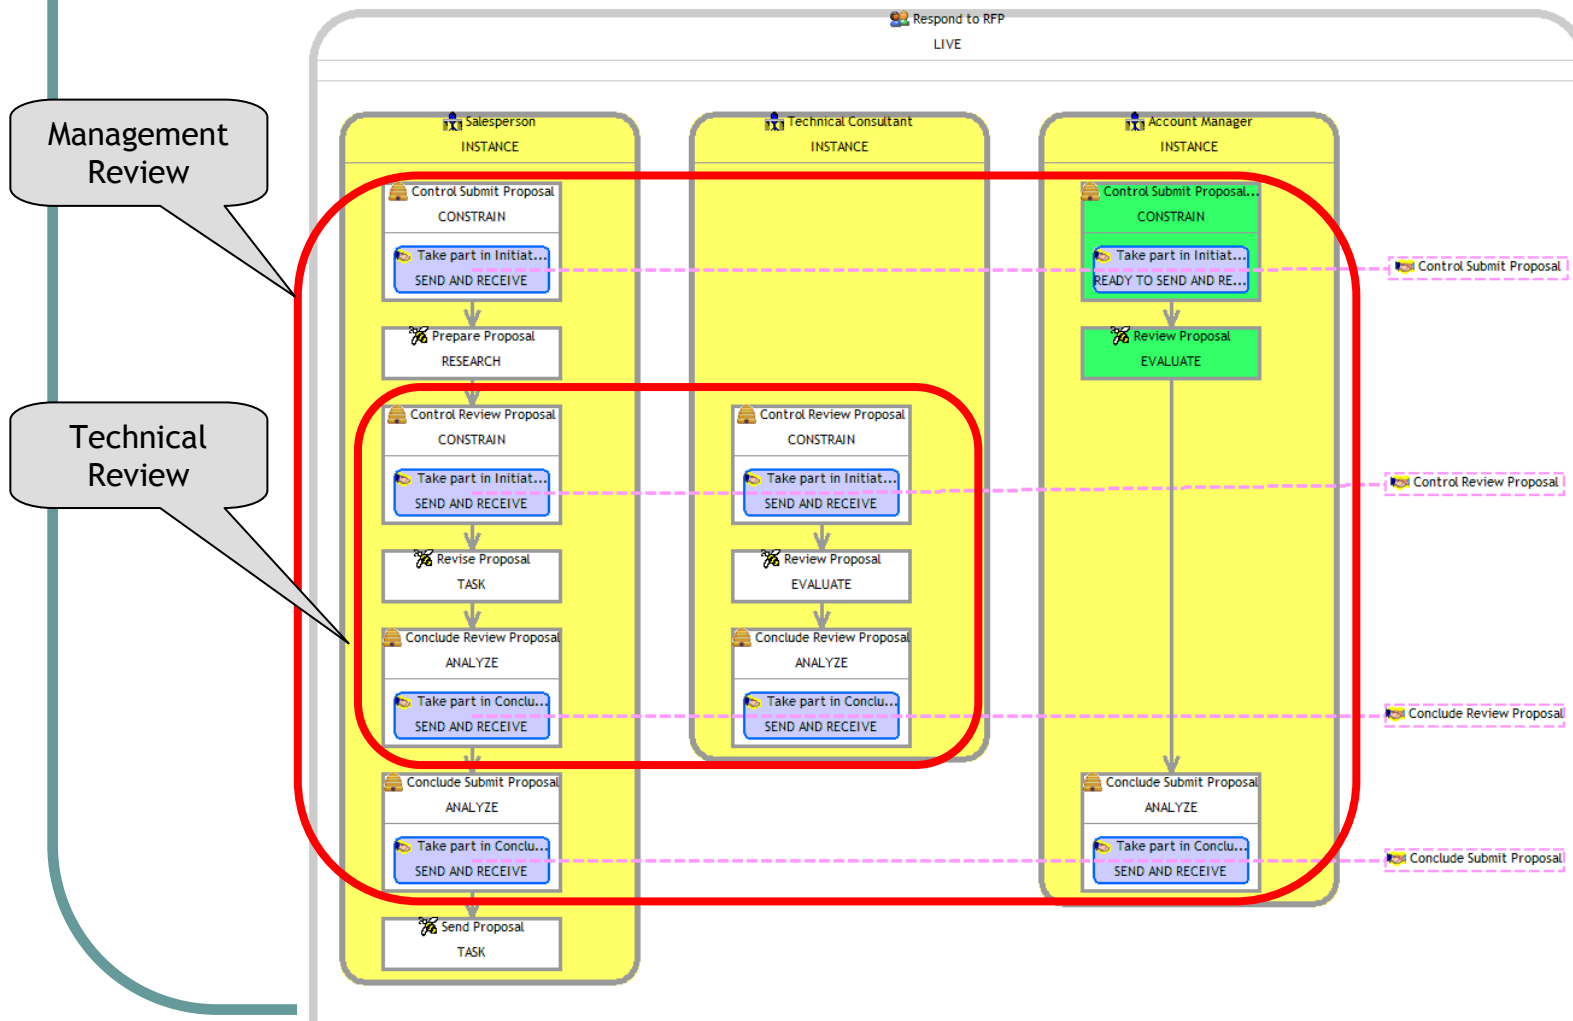 Respond to RFP
LIVE
Management
Review
Technical
Review
Salesperson
INSTANCE
Control Submit Proposal
CONSTRAIN
Take part in Initiat...
SEND AND RECEIVE
Prepare Proposal
RESEARCH
Control Review Proposal
CONSTRAIN
Take part in Initiat...
SEND AND RECEIVE
Revise Proposal
TASK
Conclude Review Proposal
ANALYZE
Take part in Conclu...
SEND AND RECEIVE
Conclude Submit Proposal
ANALYZE
Take part in Conclu...
SEND AND RECEIVE
Send Proposal
TASK
Technical Consultant
INSTANCE
Control Review Proposal
CONSTRAIN
Take part in Initiat...
SEND AND RECEIVE
Review Proposal
EVALUATE
Conclude Review Proposal
ANALYZE
Take part in Conclu...
SEND AND RECEIVE
Account Manager
INSTANCE
Control Submit Proposal...
CONSTRAIN
Take part in Initiat...
READY TO SEND AND RE...
Review Proposal
EVALUATE
Conclude Submit Proposal
ANALYZE
Take part in Conclu...
SEND AND RECEIVE
Control Submit Proposal
Control Review Proposal
Conclude Review Proposal
Conclude Submit Proposal